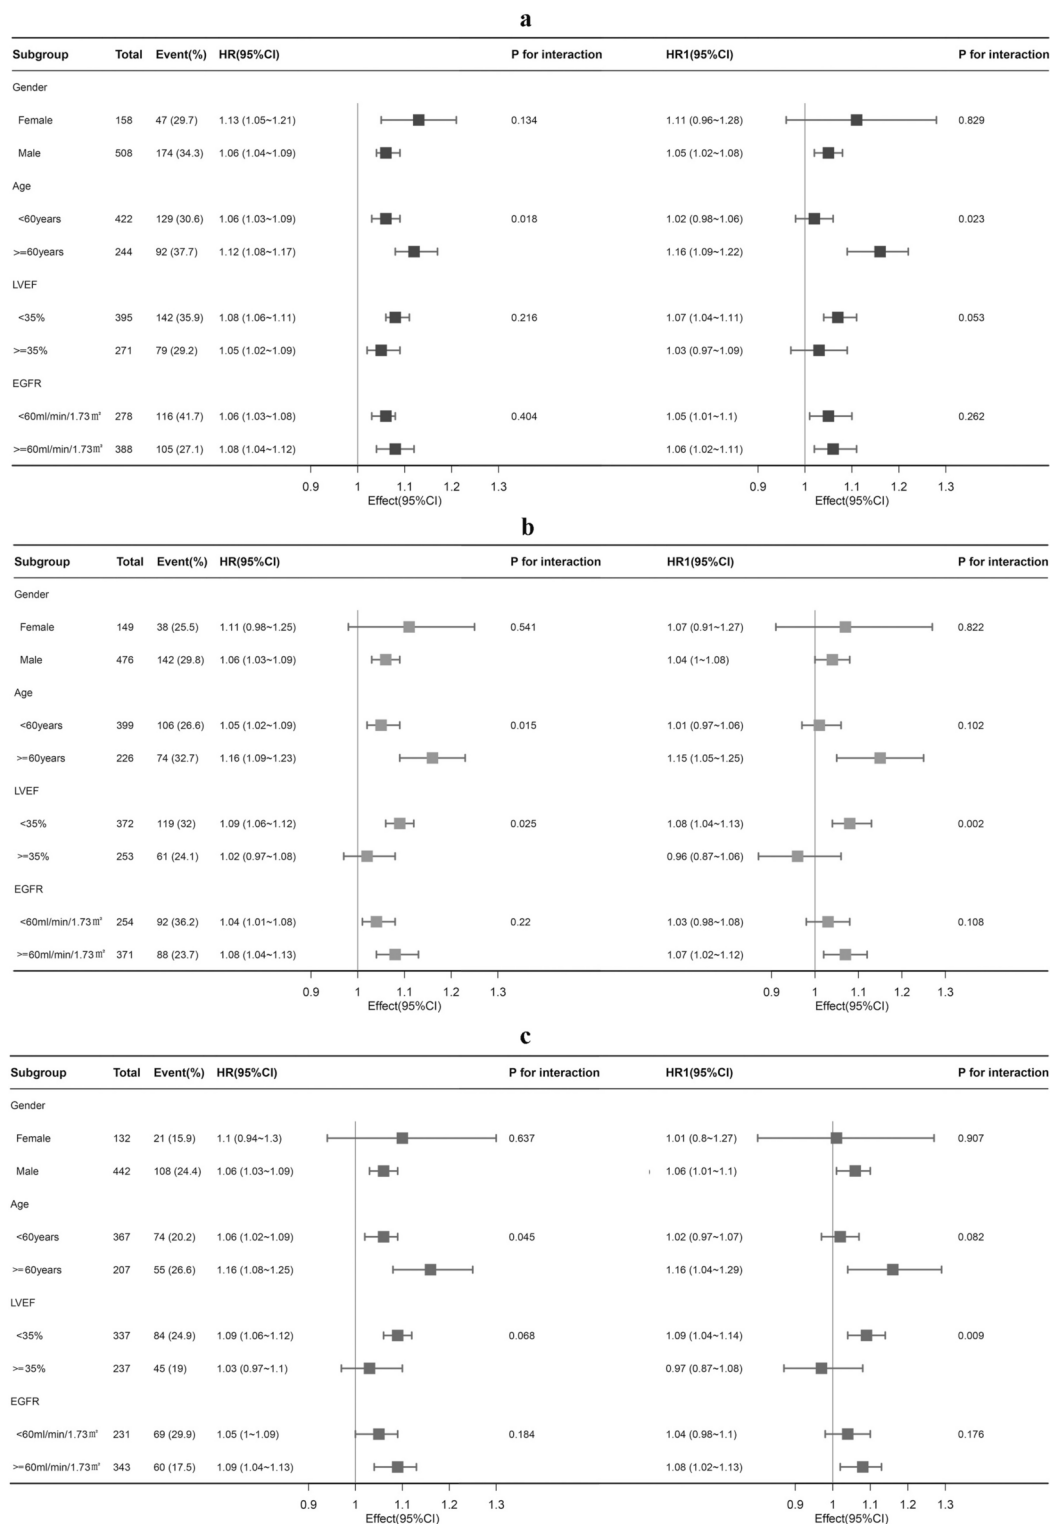 a
Subgroup Total Event(%) HR(95%CI) P for interaction HR1(95%CI) P for interaction
Gender
Female 158 47 (29.7) 1.13 (1.05~1.21) 0.134 1.11 (0.96~1.28) 0.829
Male 508 174 (34.3) 1.06 (1.04~1.09) 1.05 (1.02~1.08)
Age
<60years 422 129 (30.6) 1.06 (1.03~1.09) 0.018 1.02 (0.98~1.06) 0.023
>=60years 244 92 (37.7) 1.12 (1.08~1.17) 1.16 (1.09~1.22)
LVEF
<35% 395 142 (35.9) 1.08 (1.06~1.11) 0.216 1.07 (1.04~1.11) 0.053
>=35% 271 79 (29.2) 1.05 (1.02~1.09) 1.03 (0.97~1.09)
EGFR
<60ml/min/1.73㎡ 278 116 (41.7) 1.06 (1.03~1.08) 0.404 1.05 (1.01~1.1) 0.262
>=60ml/min/1.73㎡ 388 105 (27.1) 1.08 (1.04~1.12) 1.06 (1.02~1.11)
0.9 1 1.1 1.2 1.3 0.9 1 1.1 1.2 1.3
Effect(95%CI) Effect(95%CI)
b
Subgroup Total Event(%) HR(95%CI) P for interaction HR1(95%CI) P for interaction
Gender
Female 149 38 (25.5) 1.11 (0.98~1.25) 0.541 1.07 (0.91~1.27) 0.822
Male 476 142 (29.8) 1.06 (1.03~1.09) 1.04 (1~1.08)
Age
<60years 399 106 (26.6) 1.05 (1.02~1.09) 0.015 1.01 (0.97~1.06) 0.102
>=60years 226 74 (32.7) 1.16 (1.09~1.23) 1.15 (1.05~1.25)
LVEF
<35% 372 119 (32) 1.09 (1.06~1.12) 0.025 1.08 (1.04~1.13) 0.002
>=35% 253 61 (24.1) 1.02 (0.97~1.08) 0.96 (0.87~1.06)
EGFR
<60ml/min/1.73㎡ 254 92 (36.2) 1.04 (1.01~1.08) 0.22 1.03 (0.98~1.08) 0.108
>=60ml/min/1.73㎡ 371 88 (23.7) 1.08 (1.04~1.13) 1.07 (1.02~1.12)
0.9 1 1.1 1.2 1.3 0.9 1 1.1 1.2 1.3
Effect(95%CI) Effect(95%CI)
c
Subgroup Total Event(%) HR(95%CI) P for interaction HR1(95%CI) P for interaction
Gender
Female 132 21 (15.9) 1.1 (0.94~1.3) 0.637 1.01 (0.8~1.27) 0.907
Male 442 108 (24.4) 1.06 (1.03~1.09) 1.06 (1.01~1.1)
Age
<60years 367 74 (20.2) 1.06 (1.02~1.09) 0.045 1.02 (0.97~1.07) 0.082
>=60years 207 55 (26.6) 1.16 (1.08~1.25) 1.16 (1.04~1.29)
LVEF
<35% 337 84 (24.9) 1.09 (1.06~1.12) 0.068 1.09 (1.04~1.14) 0.009
>=35% 237 45 (19) 1.03 (0.97~1.1) 0.97 (0.87~1.08)
EGFR
<60ml/min/1.73㎡ 231 69 (29.9) 1.05 (1~1.09) 0.184 1.04 (0.98~1.1) 0.176
>=60ml/min/1.73㎡ 343 60 (17.5) 1.09 (1.04~1.13) 1.08 (1.02~1.13)
0.9 1 1.1 1.2 1.3 0.9 1 1.1 1.2 1.3
Effect(95%CI) Effect(95%CI)